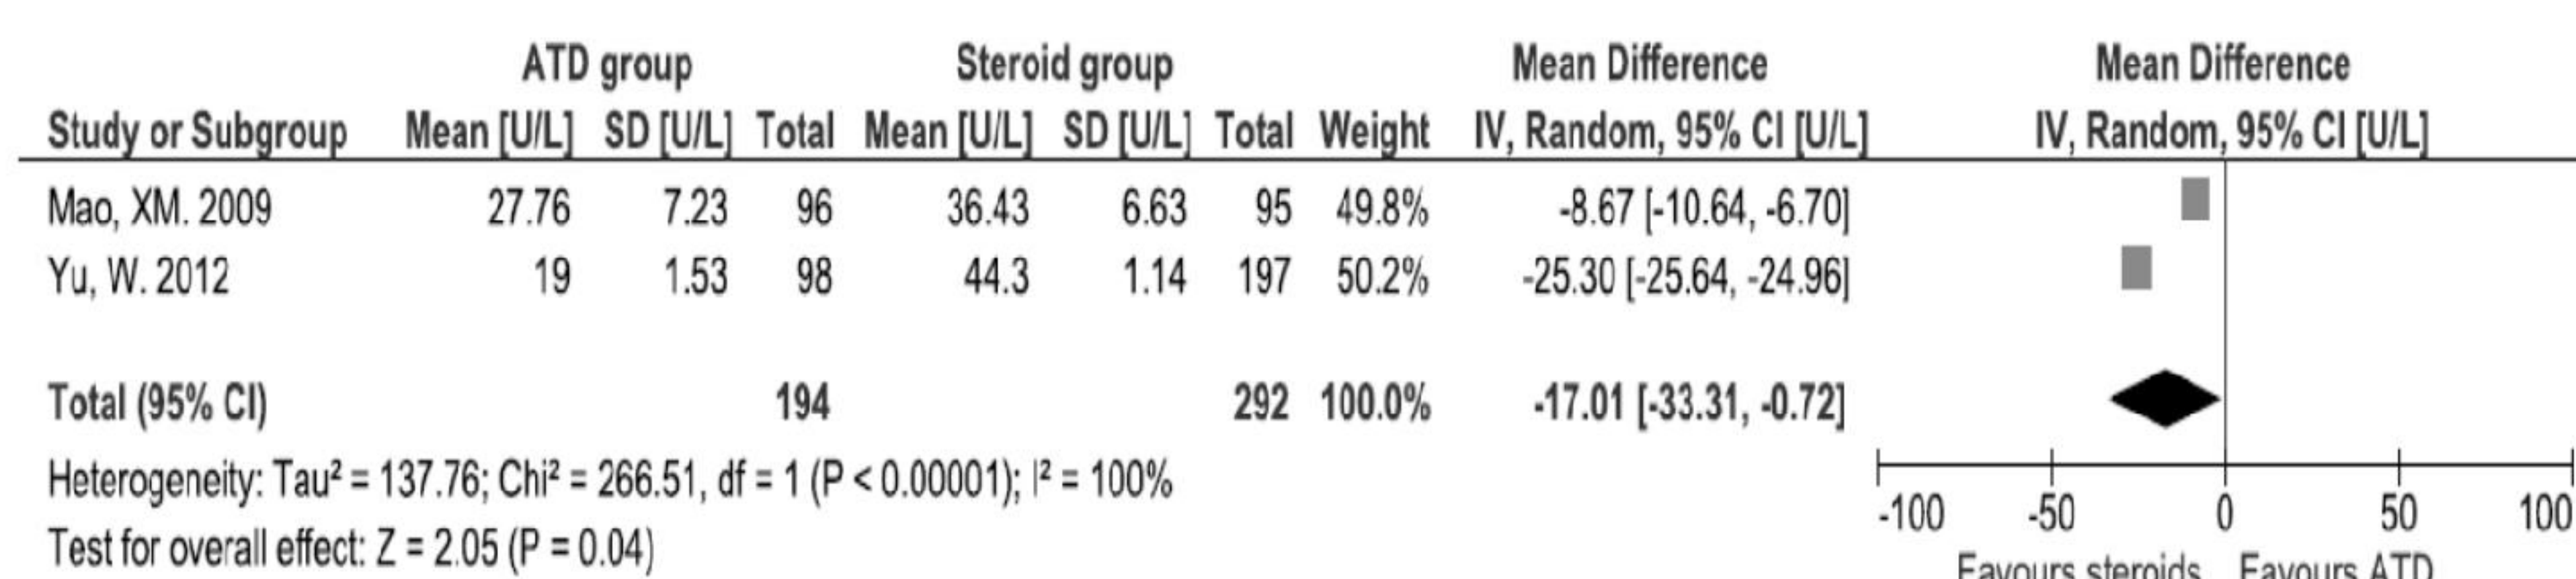 ATD group Steroid group Mean Difference Mean Difference
Study or Subgroup Mean [U/L] SD [U/L] Total Mean [U/L] SD [U/L] Total Weight IV, Random, 95% CI [U/L] IV, Random, 95% CI [U/L]
Mao, XM. 2009 27.76 7.23 96 36.43 6.63 95 49.8% -8.67 [-10.64, -6.70]
Yu, W. 2012 19 1.53 98 44.3 1.14 197 50.2% -25.30 [-25.64, -24.96]
Total (95% CI) 194 292 100.0% -17.01 [-33.31, -0.72]
Heterogeneity: Tau² = 137.76; Chi² = 266.51, df = 1 (P < 0.00001); I² = 100%
Test for overall effect: Z = 2.05 (P = 0.04)
-100 -50 0 50 100
Favours steroids Favours ATD